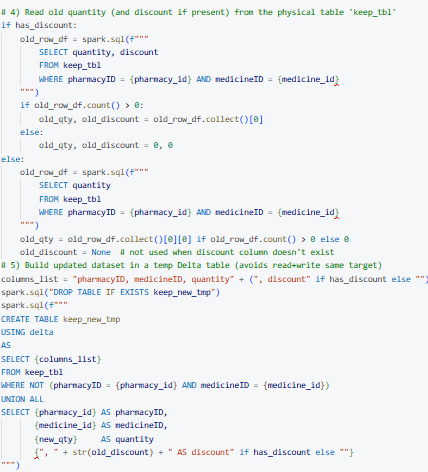 # 4) Read old quantity (and discount if present) from the physical table 'keep_tbl'
if has_discount:
    old_row_df = spark.sql(f"""
        SELECT quantity, discount
        FROM keep_tbl
        WHERE pharmacyID = {pharmacy_id} AND medicineID = {medicine_id}
    """)
    if old_row_df.count() > 0:
        old_qty, old_discount = old_row_df.collect()[0]
    else:
        old_qty, old_discount = 0, 0
else:
    old_row_df = spark.sql(f"""
        SELECT quantity
        FROM keep_tbl
        WHERE pharmacyID = {pharmacy_id} AND medicineID = {medicine_id}
    """)
    old_qty = old_row_df.collect()[0][0] if old_row_df.count() > 0 else 0
    old_discount = None  # not used when discount column doesn't exist
# 5) Build updated dataset in a temp Delta table (avoids read+write same target)
columns_list = "pharmacyID, medicineID, quantity" + (", discount" if has_discount else "")
spark.sql("DROP TABLE IF EXISTS keep_new_tmp")
spark.sql(f"""
CREATE TABLE keep_new_tmp
USING delta
AS
SELECT {columns_list}
FROM keep_tbl
WHERE NOT (pharmacyID = {pharmacy_id} AND medicineID = {medicine_id})
UNION ALL
SELECT {pharmacy_id} AS pharmacyID,
       {medicine_id} AS medicineID,
       {new_qty}     AS quantity
       {", " + str(old_discount) + " AS discount" if has_discount else ""}
""")